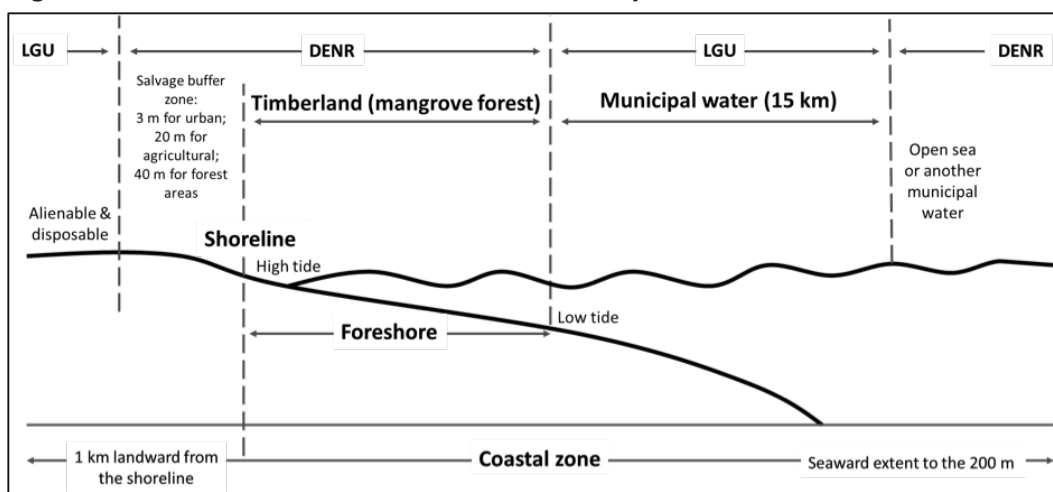 LGU
DENR
LGU
DENR
Salvage buffer
zone:
3 m for urban;
20 m for
agricultural;
40 m for forest
areas
Timberland (mangrove forest)
Municipal water (15 km)
Open sea
or another
municipal
water
Alienable &
disposable
Shoreline
High tide
Low tide
Foreshore
1 km landward from
the shoreline
Coastal zone
Seaward extent to the 200 m